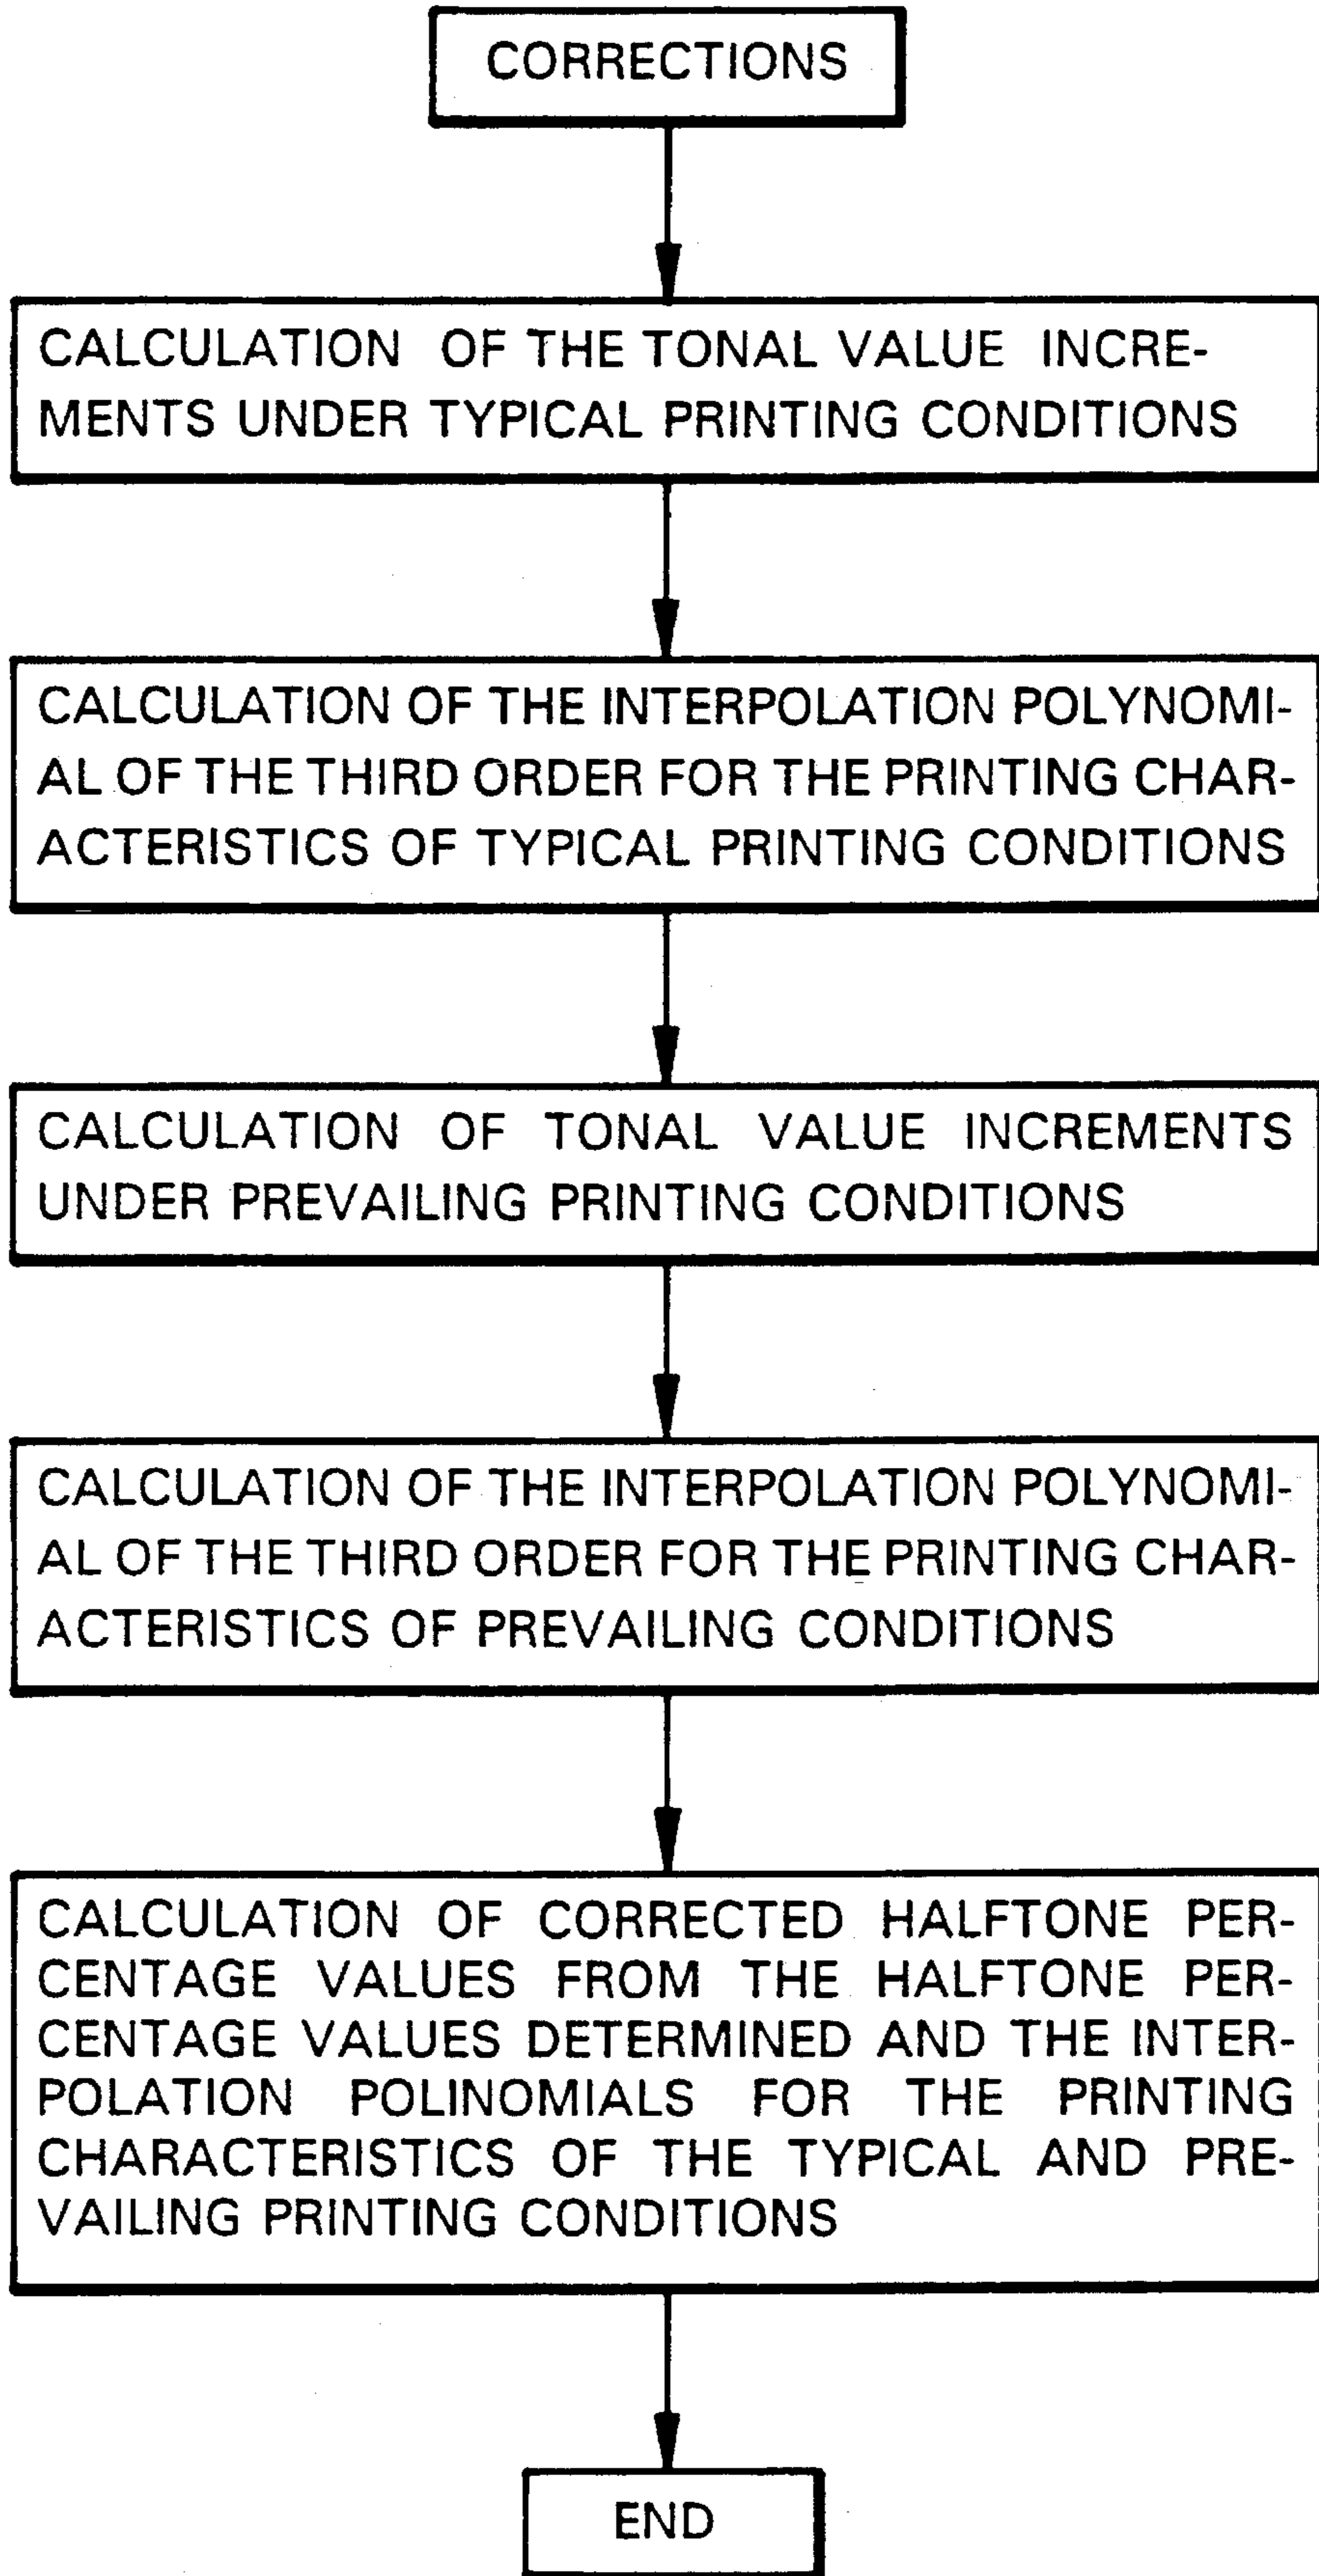 CORRECTIONS
CALCULATION OF THE TONAL VALUE INCRE-
MENTS UNDER TYPICAL PRINTING CONDITIONS
CALCULATION OF THE INTERPOLATION POLYNOMI-
AL OF THE THIRD ORDER FOR THE PRINTING CHAR-
ACTERISTICS OF TYPICAL PRINTING CONDITIONS
CALCULATION OF TONAL VALUE INCREMENTS
UNDER PREVAILING PRINTING CONDITIONS
CALCULATION OF THE INTERPOLATION POLYNOMI-
AL OF THE THIRD ORDER FOR THE PRINTING CHAR-
ACTERISTICS OF PREVAILING CONDITIONS
CALCULATION OF CORRECTED HALFTONE PER-
CENTAGE VALUES FROM THE HALFTONE PER-
CENTAGE VALUES DETERMINED AND THE INTER-
POLATION POLINOMIALS FOR THE PRINTING
CHARACTERISTICS OF THE TYPICAL AND PRE-
VAILING PRINTING CONDITIONS
END